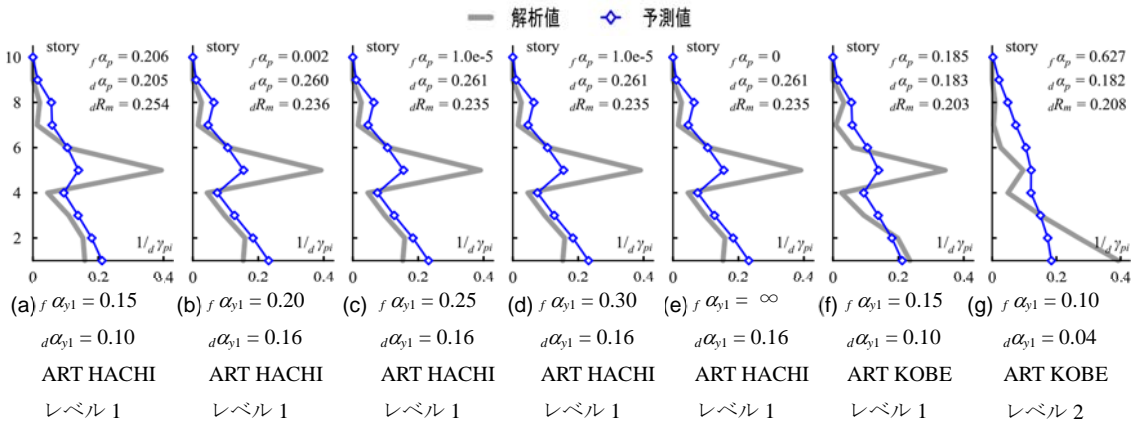 解析値 予測値
story story story story story story story
10 fαp = 0.206 fαp = 0.002 fαp = 1.0e-5 fαp = 1.0e-5 fαp = 0 fαp = 0.185 fαp = 0.627
dαp = 0.205 dαp = 0.260 dαp = 0.261 dαp = 0.261 dαp = 0.261 dαp = 0.183 dαp = 0.182
8 dRm = 0.254 dRm = 0.236 dRm = 0.235 dRm = 0.235 dRm = 0.235 dRm = 0.203 dRm = 0.208
6
4
2 1/dγpi 1/dγpi 1/dγpi 1/dγpi 1/dγpi 1/dγpi 1/dγpi
0 0.2 0.4 0 0.2 0.4 0 0.2 0.4 0 0.2 0.4 0 0.2 0.4 0 0.2 0.4 0 0.2 0.4
(a) fαy1 = 0.15 (b) fαy1 = 0.20 (c) fαy1 = 0.25 (d) fαy1 = 0.30 (e) fαy1 = ∞ (f) fαy1 = 0.15 (g) fαy1 = 0.10
dαy1 = 0.10 dαy1 = 0.16 dαy1 = 0.16 dαy1 = 0.16 dαy1 = 0.16 dαy1 = 0.10 dαy1 = 0.04
ART HACHI ART HACHI ART HACHI ART HACHI ART HACHI ART KOBE ART KOBE
レベル 1 レベル 1 レベル 1 レベル 1 レベル 1 レベル 1 レベル 2